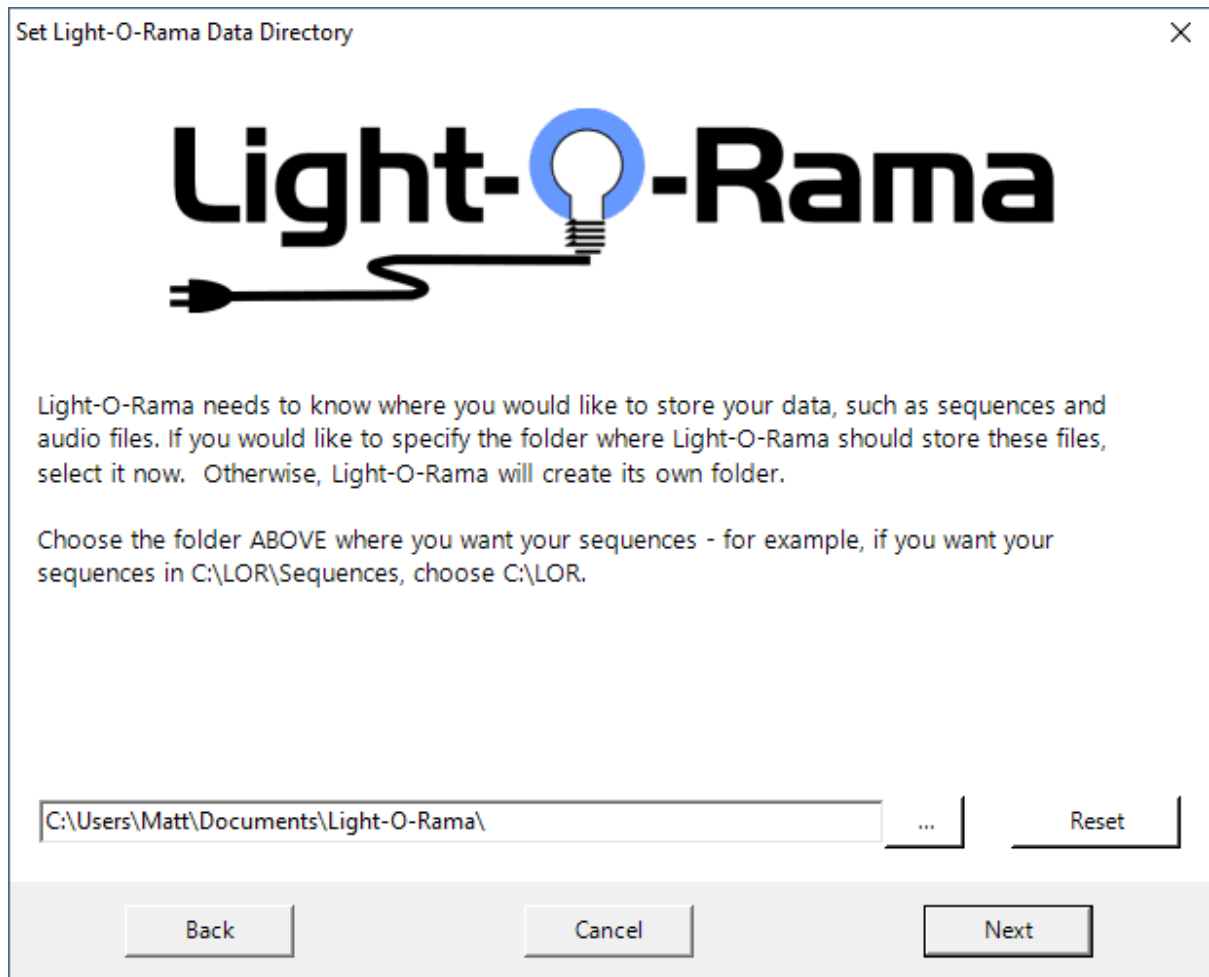 Set Light-O-Rama Data Directory
Light-O-Rama
Light-O-Rama needs to know where you would like to store your data, such as sequences and
audio files. If you would like to specify the folder where Light-O-Rama should store these files,
select it now.  Otherwise, Light-O-Rama will create its own folder.
Choose the folder ABOVE where you want your sequences - for example, if you want your
sequences in C:\LOR\Sequences, choose C:\LOR.
C:\Users\Matt\Documents\Light-O-Rama\ ... Reset
Back Cancel Next